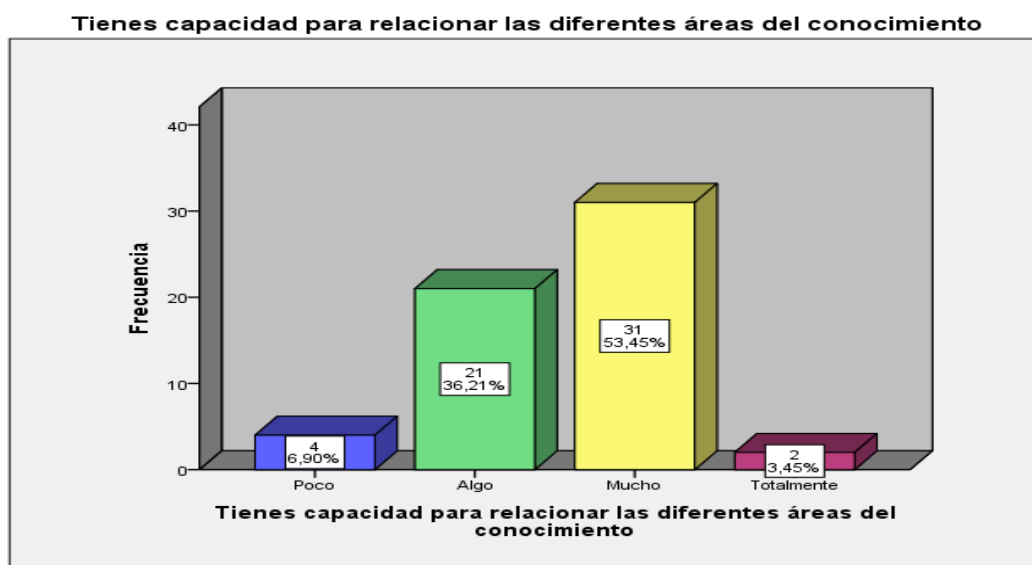 Tienes capacidad para relacionar las diferentes áreas del conocimiento
40
30
20
10
0
Frecuencia
4
6,90%
21
36,21%
31
53,45%
2
3,45%
Poco
Algo
Mucho
Totalmente
Tienes capacidad para relacionar las diferentes áreas del
conocimiento